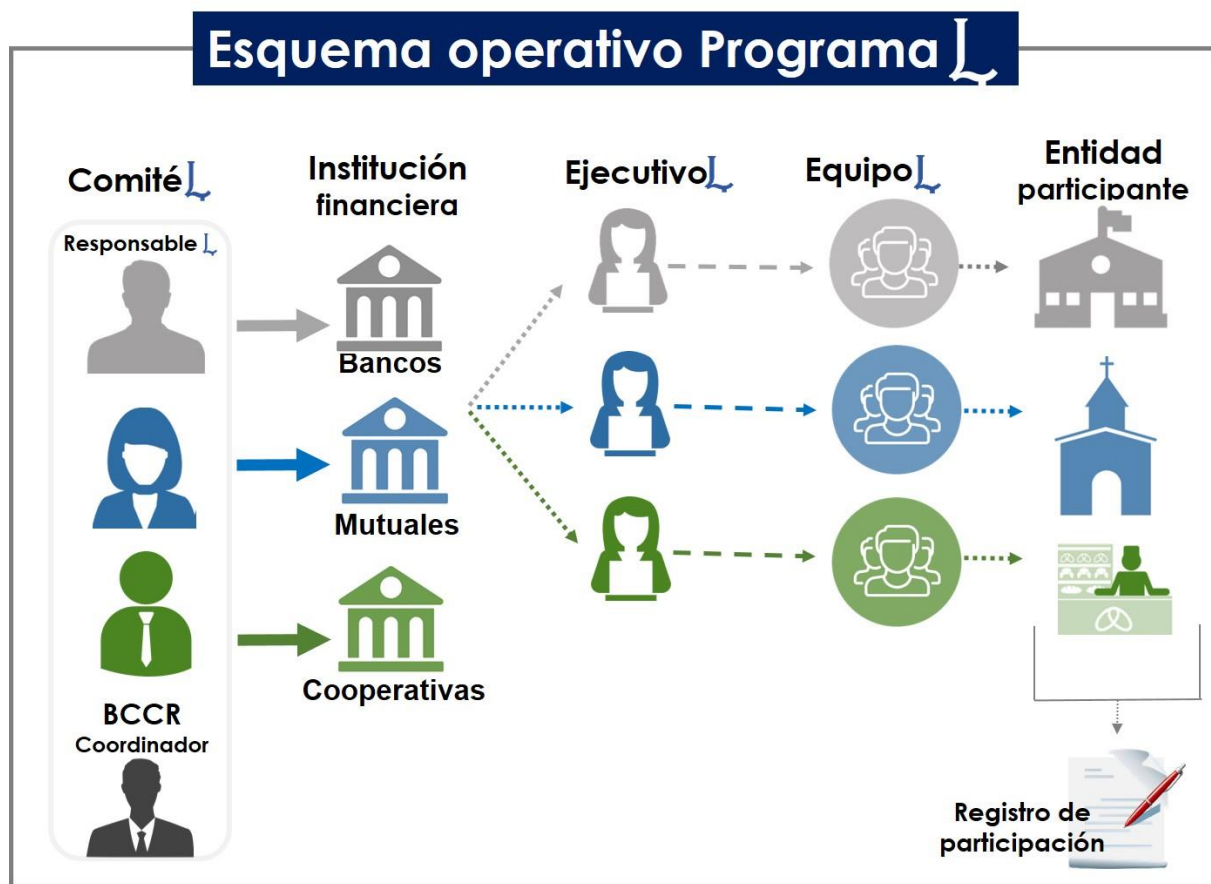 Esquema operativo Programa L
Comité L
Institución
financiera
Ejecutivo L
Equipo L
Entidad
participante
Responsable L
Bancos
Mutuales
Cooperativas
BCCR
Coordinador
Registro de
participación